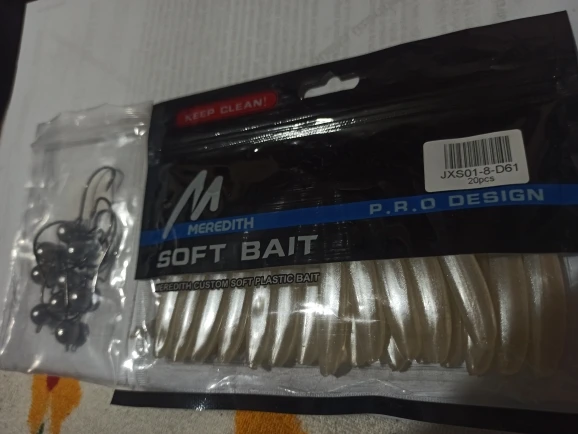 KEEP CLEAN!
JXS01-8-D61
20pcs
MEREDITH
P.R.O DESIGN
SOFT BAIT
MEREDITH CUSTOM SOFT PLASTIC BAIT